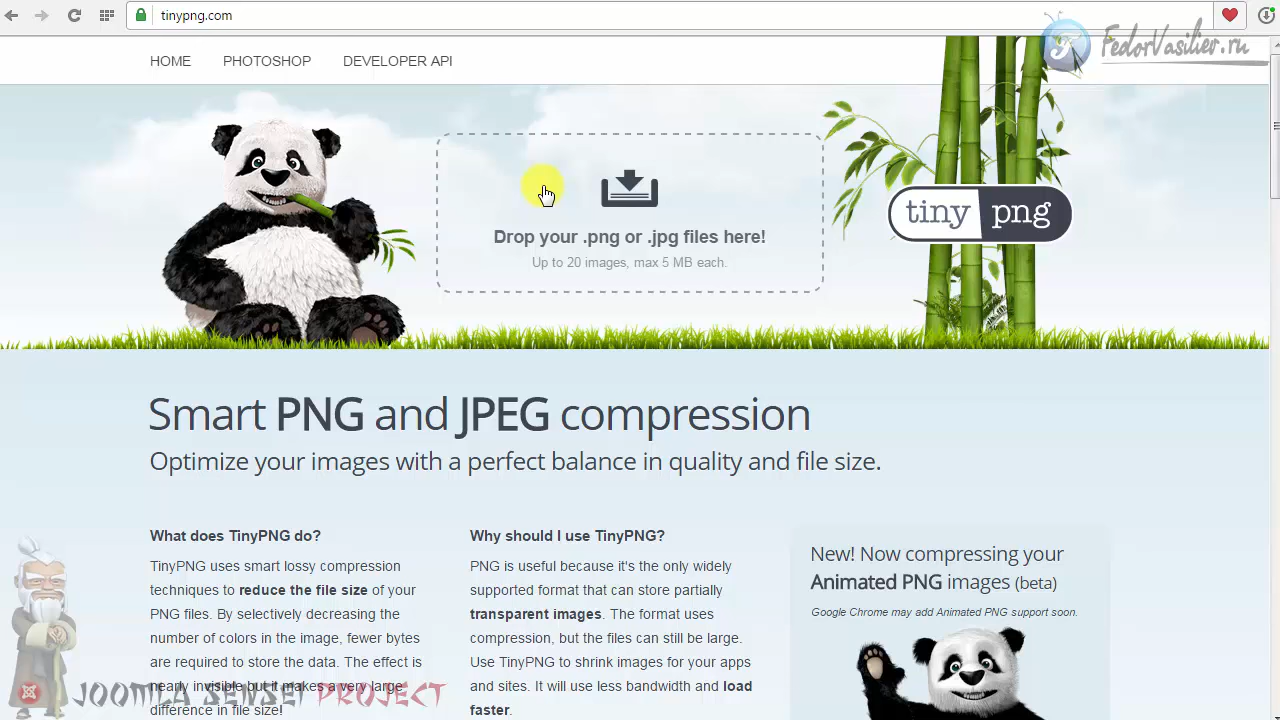 tinypng.com
FedorVasiliev.ru
HOME PHOTOSHOP DEVELOPER API
Drop your .png or .jpg files here!
Up to 20 images, max 5 MB each.
tiny png
Smart PNG and JPEG compression
Optimize your images with a perfect balance in quality and file size.
What does TinyPNG do?
TinyPNG uses smart lossy compression
techniques to reduce the file size of your
PNG files. By selectively decreasing the
number of colors in the image, fewer bytes
are required to store the data. The effect is
nearly invisible but it makes a very large
difference in file size!
Why should I use TinyPNG?
PNG is useful because it's the only widely
supported format that can store partially
transparent images. The format uses
compression, but the files can still be large.
Use TinyPNG to shrink images for your apps
and sites. It will use less bandwidth and load
faster.
New! Now compressing your
Animated PNG images (beta)
Google Chrome may add Animated PNG support soon.
JOOMLA SENSEI PROJECT